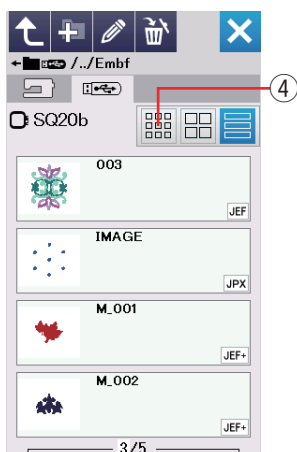 /../Embf
④
SQ20b
003
JEF
IMAGE
JPX
M_001
JEF+
M_002
JEF+
3/5